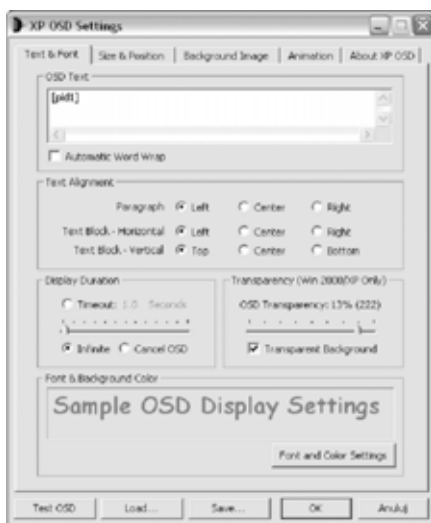 XP OSD Settings
Text & Font Size & Position Background Image Animation About XP OSD
OSD Text
[pid1]
Automatic Word Wrap
Text Alignment
Paragraph Left Center Right
Text Block - Horizontal Left Center Right
Text Block - Vertical Top Center Bottom
Display Duration Transparency (Win 2000/XP Only)
Timeout: 1.0 Seconds OSD Transparency: 13% (222)
Infinite Cancel OSD Transparent Background
Font & Background Color
Sample OSD Display Settings
Font and Color Settings
Test OSD Load... Save... OK Anuluj